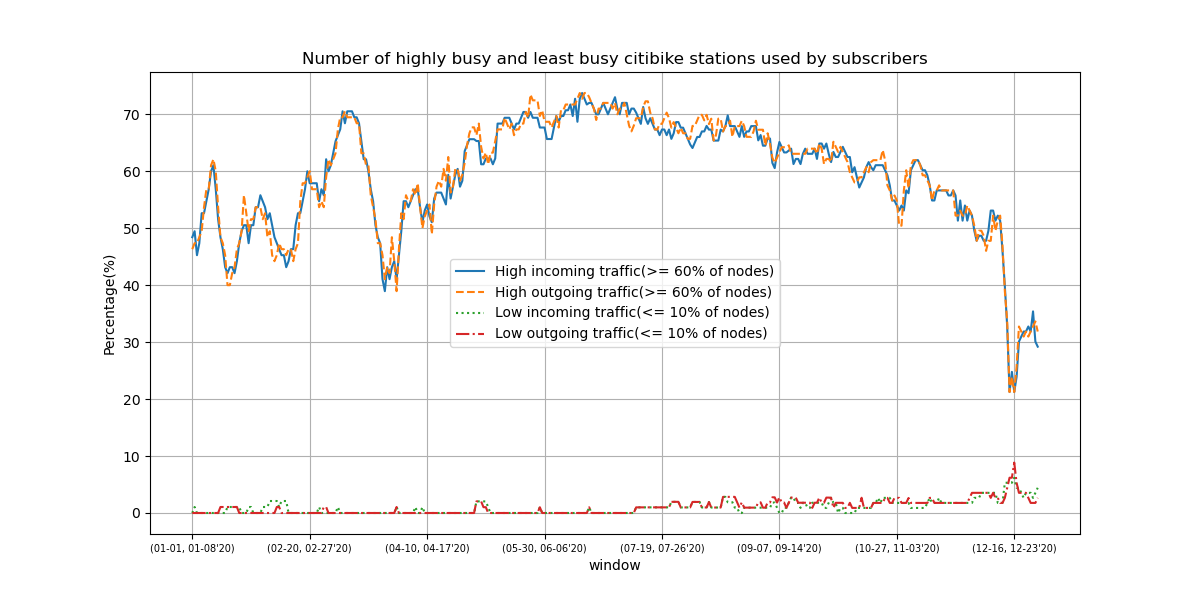 Number of highly busy and least busy citibike stations used by subscribers
Percentage(%)
70
60
50
40
30
20
10
0
High incoming traffic(>= 60% of nodes)
High outgoing traffic(>= 60% of nodes)
Low incoming traffic(<= 10% of nodes)
Low outgoing traffic(<= 10% of nodes)
(01-01, 01-08'20) (02-20, 02-27'20) (04-10, 04-17'20) (05-30, 06-06'20) (07-19, 07-26'20) (09-07, 09-14'20) (10-27, 11-03'20) (12-16, 12-23'20)
window